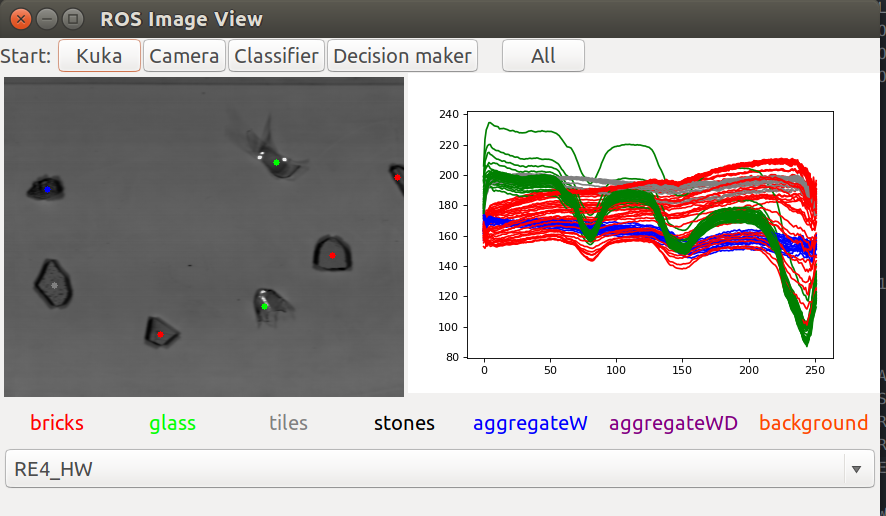 ROS Image View
Start: Kuka Camera Classifier Decision maker All
240
220
200
180
160
140
120
100
80
0 50 100 150 200 250
bricks glass tiles stones aggregateW aggregateWD background
RE4_HW